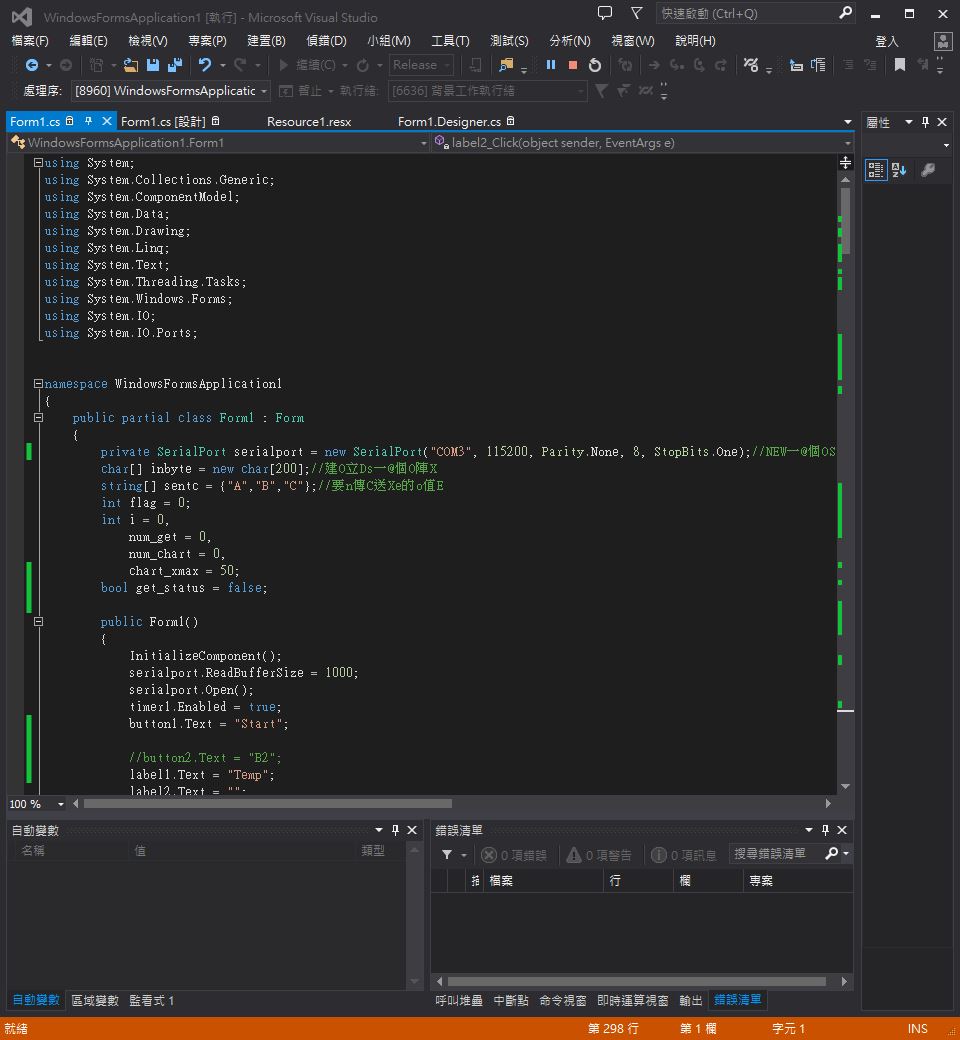 WindowsFormsApplication1 [執行] - Microsoft Visual Studio
快速啟動 (Ctrl+Q)
檔案(F) 編輯(E) 檢視(V) 專案(P) 建置(B) 偵錯(D) 小組(M) 工具(T) 測試(S) 分析(N) 視窗(W) 說明(H) 登入
繼續(C) Release
處理序: [8960] WindowsFormsApplicatic 暫止 執行緒: [6636] 背景工作執行緒
Form1.cs Form1.cs [設計] Resource1.resx Form1.Designer.cs 屬性
WindowsFormsApplication1.Form1 label2_Click(object sender, EventArgs e)
using System;
using System.Collections.Generic;
using System.ComponentModel;
using System.Data;
using System.Drawing;
using System.Linq;
using System.Text;
using System.Threading.Tasks;
using System.Windows.Forms;
using System.IO;
using System.IO.Ports;
namespace WindowsFormsApplication1
{
public partial class Form1 : Form
{
private SerialPort serialport = new SerialPort("COM3", 115200, Parity.None, 8, StopBits.One);//NEW一@個OS
char[] inbyte = new char[200];//建O立Ds一@個O陣X
string[] sentc = {"A","B","C"};//要n傳C送Xe的o值E
int flag = 0;
int i = 0,
num_get = 0,
num_chart = 0,
chart_xmax = 50;
bool get_status = false;
public Form1()
{
InitializeComponent();
serialport.ReadBufferSize = 1000;
serialport.Open();
timer1.Enabled = true;
button1.Text = "Start";
//button2.Text = "B2";
label1.Text = "Temp";
label2.Text = "";
100 %
自動變數 錯誤清單
名稱 值 類型 0 項錯誤 0 項警告 0 項訊息 搜尋錯誤清單
檔案 行 欄 專案
自動變數 區域變數 監看式 1 呼叫堆疊 中斷點 命令視窗 即時運算視窗 輸出 錯誤清單
就緒 第 298 行 第 1 欄 字元 1 INS